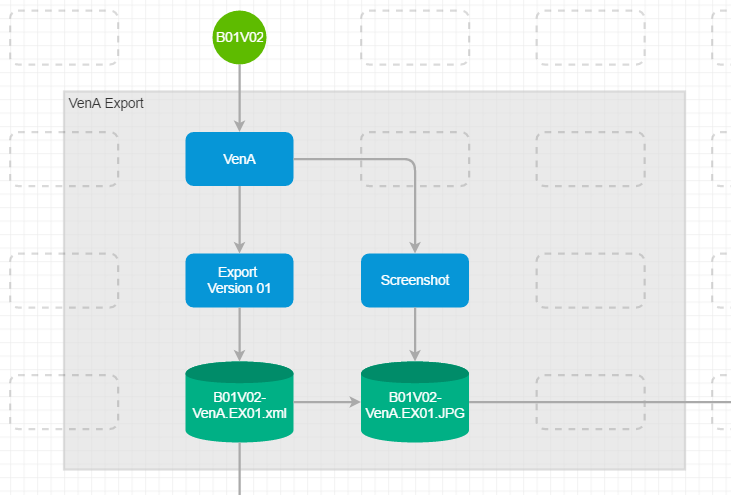 B01V02
VenA Export
VenA
Export
Version 01
Screenshot
B01V02-
VenA.EX01.xml
B01V02-
VenA.EX01.JPG